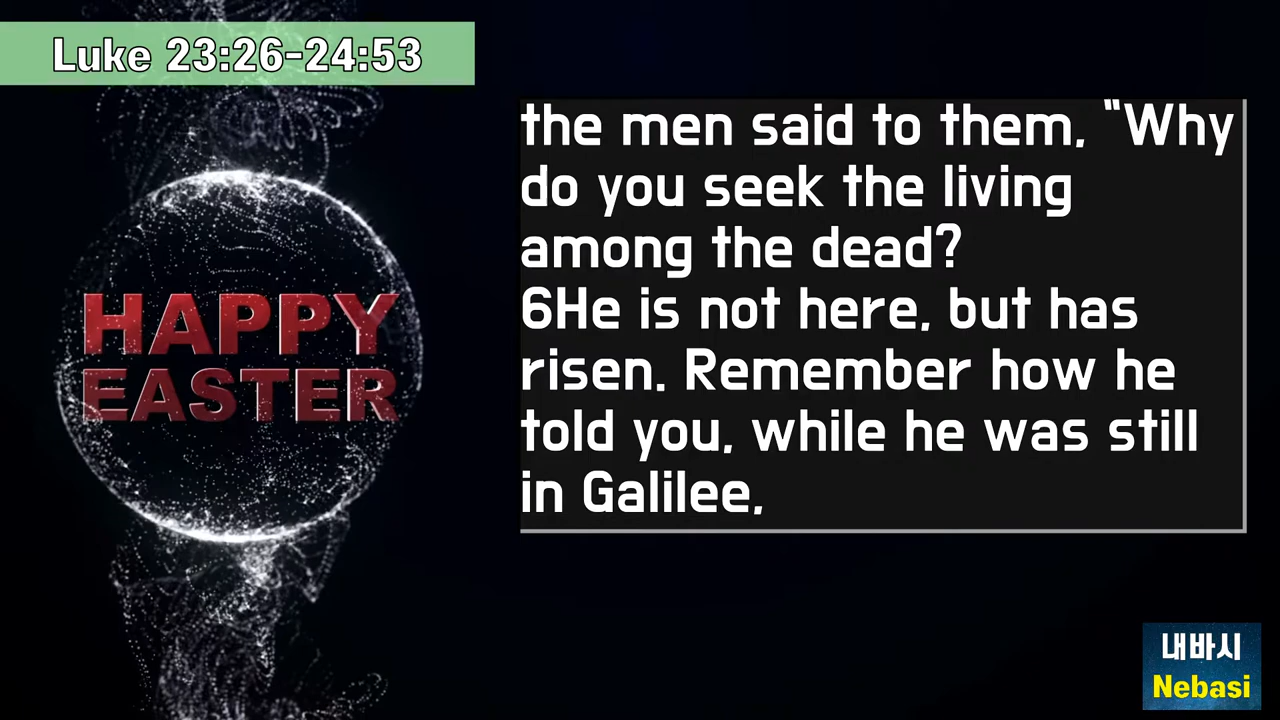 Luke 23:26-24:53
HAPPY
EASTER
the men said to them, "Why
do you seek the living
among the dead?
6He is not here, but has
risen. Remember how he
told you, while he was still
in Galilee,
내바시
Nebasi